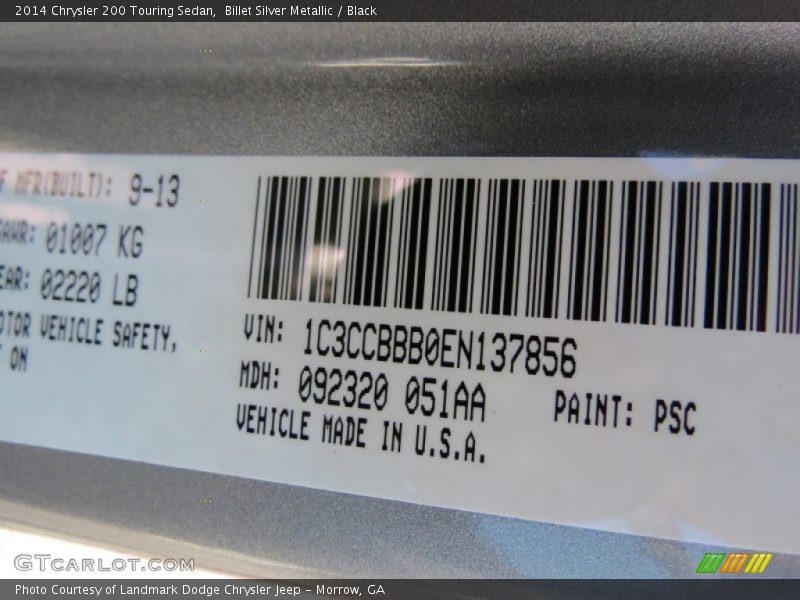 2014 Chrysler 200 Touring Sedan, Billet Silver Metallic / Black
MFR(BUILT): 9-13
01007 KG
02220 LB
VEHICLE SAFETY,
ON
VIN: 1C3CCBBB0EN137856
MDH: 092320 051AA PAINT: PSC
VEHICLE MADE IN U.S.A.
GTCARLOT.COM
Photo Courtesy of Landmark Dodge Chrysler Jeep – Morrow, GA